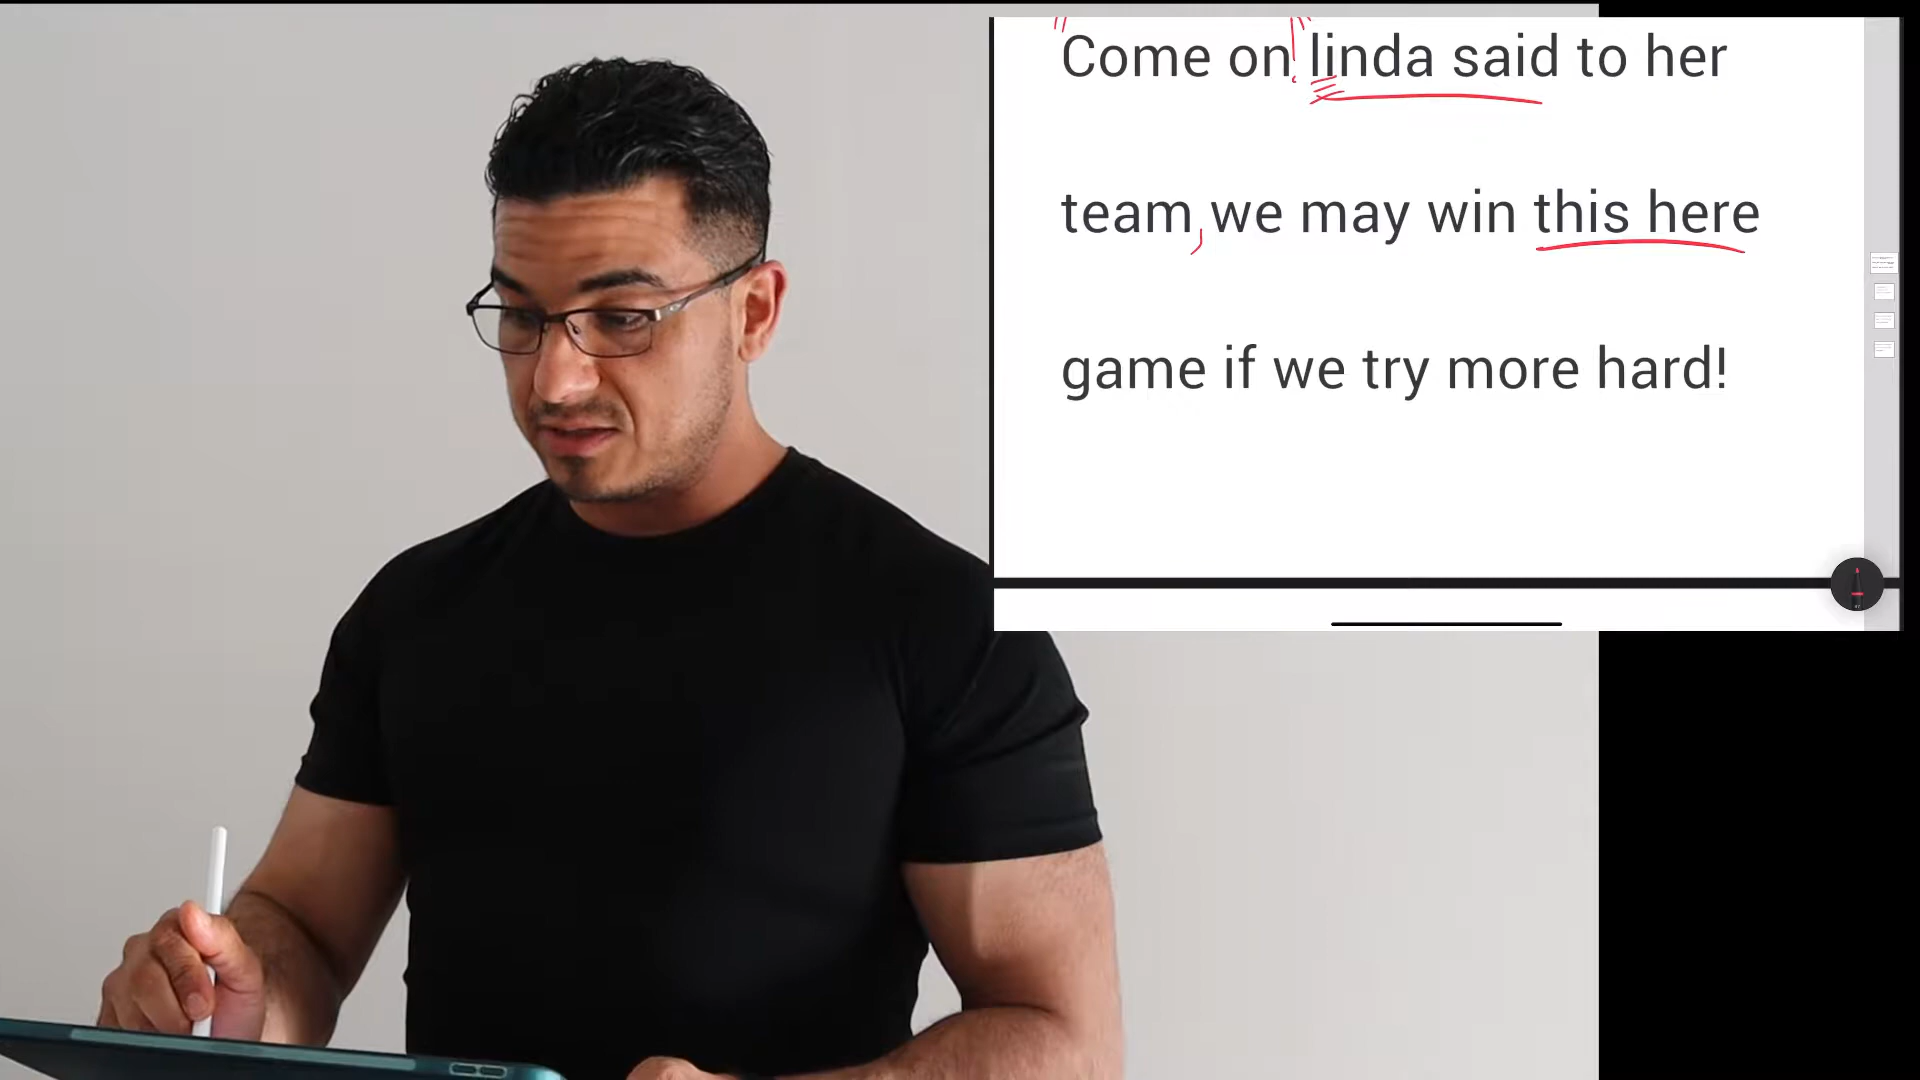 "Come on!" linda said to her
team, we may win this here
game if we try more hard!